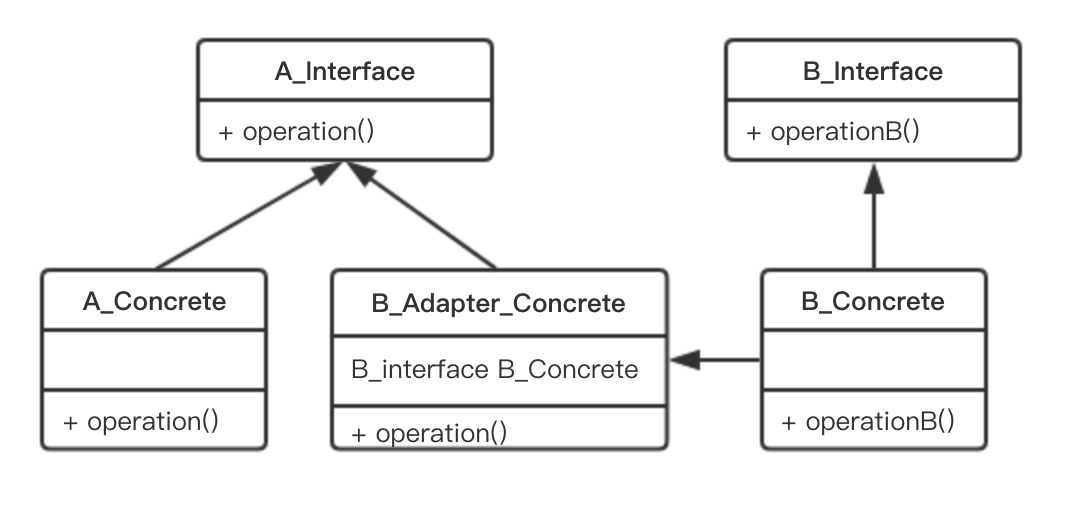 A_Interface
+ operation()
B_Interface
+ operationB()
A_Concrete
+ operation()
B_Adapter_Concrete
B_interface B_Concrete
+ operation()
B_Concrete
+ operationB()